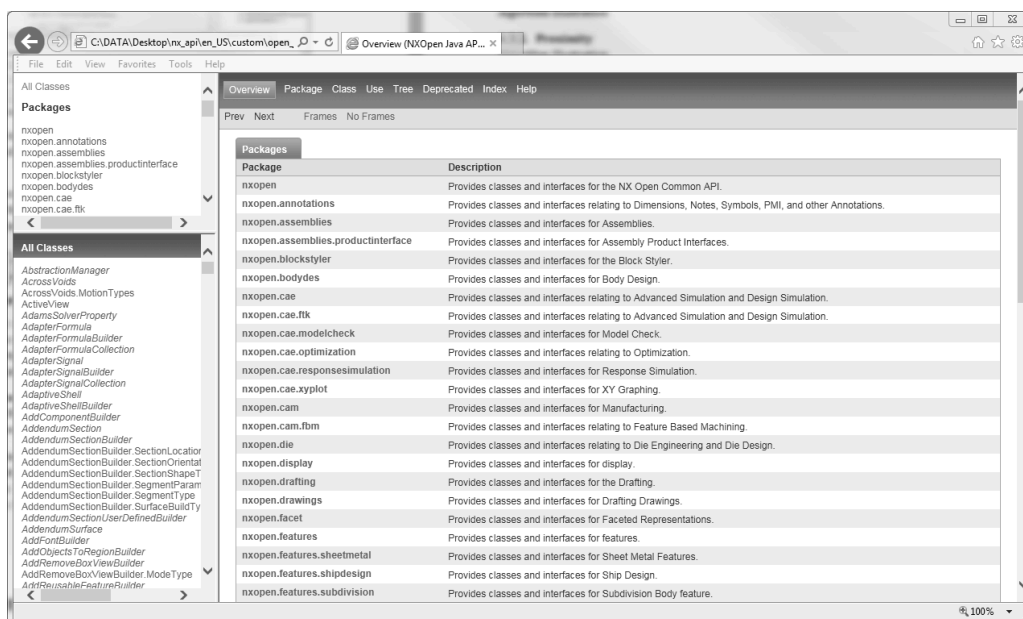 C:\DATA\Desktop\nx_api\en_US\custom\open_
Overview (NXOpen Java AP... ×
File Edit View Favorites Tools Help
All Classes
Packages
nxopen
nxopen.annotations
nxopen.assemblies
nxopen.assemblies.productinterface
nxopen.blockstyler
nxopen.bodydes
nxopen.cae
nxopen.cae.ftk
All Classes
AbstractionManager
AcrossVoids
AcrossVoids.MotionTypes
ActiveView
AdamsSolverProperty
AdapterFormula
AdapterFormulaBuilder
AdapterFormulaCollection
AdapterSignal
AdapterSignalBuilder
AdapterSignalCollection
AdaptiveShell
AdaptiveShellBuilder
AddComponentBuilder
AddendumSection
AddendumSectionBuilder
AddendumSectionBuilder.SectionLocation
AddendumSectionBuilder.SectionOrientat
AddendumSectionBuilder.SectionShapeT
AddendumSectionBuilder.SegmentParam
AddendumSectionBuilder.SegmentType
AddendumSectionBuilder.SurfaceBuildTy
AddendumSectionUserDefinedBuilder
AddendumSurface
AddFontBuilder
AddObjectsToRegionBuilder
AddRemoveBoxViewBuilder
AddRemoveBoxViewBuilder.ModeType
AddReusableFeatureBuilder
Overview Package Class Use Tree Deprecated Index Help
Prev Next Frames No Frames
Packages
Package Description
nxopen Provides classes and interfaces for the NX Open Common API.
nxopen.annotations Provides classes and interfaces relating to Dimensions, Notes, Symbols, PMI, and other Annotations.
nxopen.assemblies Provides classes and interfaces for Assemblies.
nxopen.assemblies.productinterface Provides classes and interfaces for Assembly Product Interfaces.
nxopen.blockstyler Provides classes and interfaces for the Block Styler.
nxopen.bodydes Provides classes and interfaces for Body Design.
nxopen.cae Provides classes and interfaces relating to Advanced Simulation and Design Simulation.
nxopen.cae.ftk Provides classes and interfaces relating to Advanced Simulation and Design Simulation.
nxopen.cae.modelcheck Provides classes and interfaces for Model Check.
nxopen.cae.optimization Provides classes and interfaces relating to Optimization.
nxopen.cae.responsesimulation Provides classes and interfaces for Response Simulation.
nxopen.cae.xyplot Provides classes and interfaces for XY Graphing.
nxopen.cam Provides classes and interfaces for Manufacturing.
nxopen.cam.fbm Provides classes and interfaces relating to Feature Based Machining.
nxopen.die Provides classes and interfaces relating to Die Engineering and Die Design.
nxopen.display Provides classes and interfaces for display.
nxopen.drafting Provides classes and interfaces for the Drafting.
nxopen.drawings Provides classes and interfaces for Drafting Drawings.
nxopen.facet Provides classes and interfaces for Faceted Representations.
nxopen.features Provides classes and interfaces for features.
nxopen.features.sheetmetal Provides classes and interfaces for Sheet Metal Features.
nxopen.features.shipdesign Provides classes and interfaces for Ship Design.
nxopen.features.subdivision Provides classes and interfaces for Subdivision Body feature.
100%